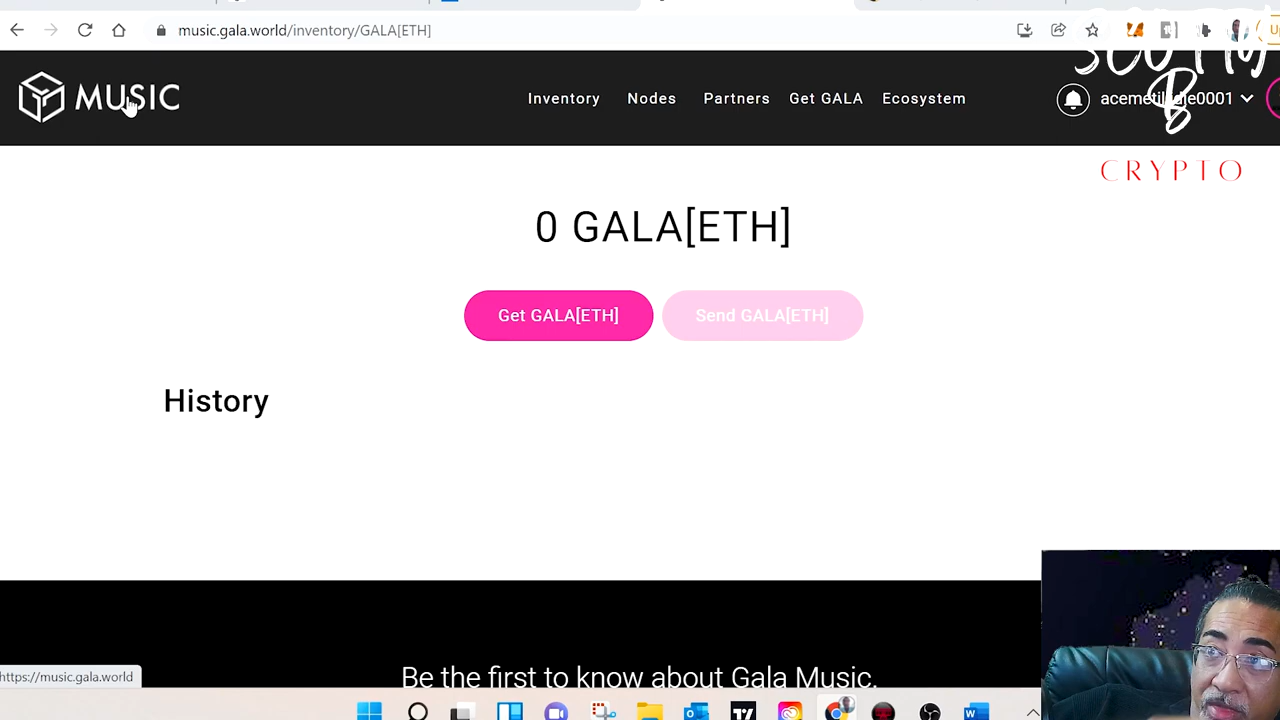 music.gala.world/inventory/GALA[ETH]
MUSIC
Inventory Nodes Partners Get GALA Ecosystem
B
CRYPTO
0 GALA[ETH]
Get GALA[ETH] Send GALA[ETH]
History
Be the first to know about Gala Music.
https://music.gala.world